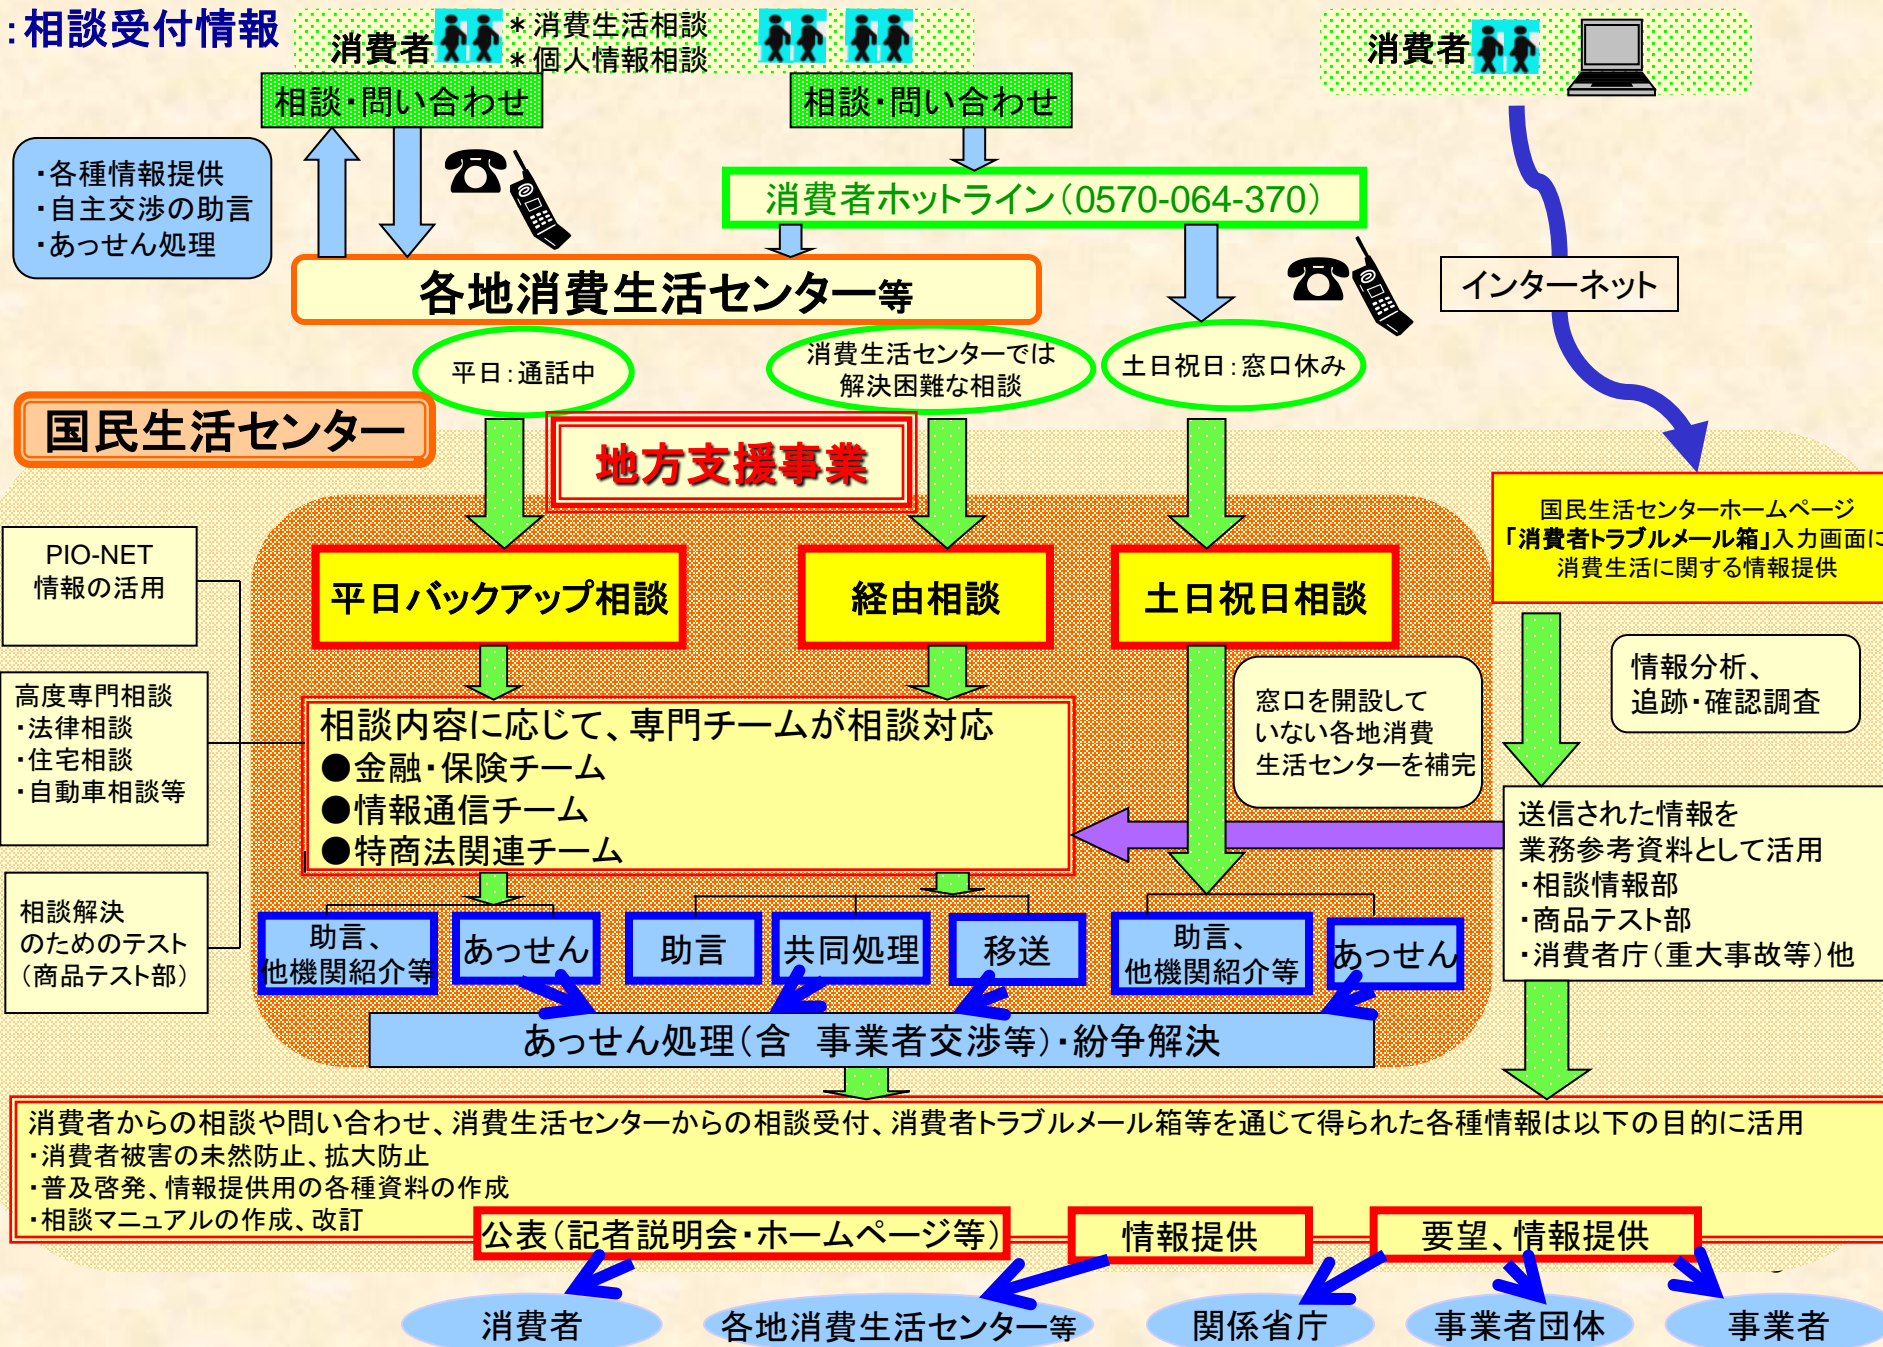 :相談受付情報
消費者
＊消費生活相談
＊個人情報相談
消費者
相談・問い合わせ
相談・問い合わせ
・各種情報提供
・自主交渉の助言
・あっせん処理
消費者ホットライン（0570-064-370）
各地消費生活センター等
インターネット
平日：通話中
消費生活センターでは
解決困難な相談
土日祝日：窓口休み
国民生活センター
地方支援事業
国民生活センターホームページ
「消費者トラブルメール箱」入力画面に
消費生活に関する情報提供
PIO-NET
情報の活用
平日バックアップ相談
経由相談
土日祝日相談
高度専門相談
・法律相談
・住宅相談
・自動車相談等
相談内容に応じて、専門チームが相談対応
●金融・保険チーム
●情報通信チーム
●特商法関連チーム
窓口を開設して
いない各地消費
生活センターを補完
情報分析、
追跡・確認調査
送信された情報を
業務参考資料として活用
・相談情報部
・商品テスト部
・消費者庁（重大事故等）他
相談解決
のためのテスト
（商品テスト部）
助言、
他機関紹介等
あっせん
助言
共同処理
移送
助言、
他機関紹介等
あっせん
あっせん処理（含　事業者交渉等）・紛争解決
消費者からの相談や問い合わせ、消費生活センターからの相談受付、消費者トラブルメール箱等を通じて得られた各種情報は以下の目的に活用
・消費者被害の未然防止、拡大防止
・普及啓発、情報提供用の各種資料の作成
・相談マニュアルの作成、改訂
公表（記者説明会・ホームページ等）
情報提供
要望、情報提供
消費者
各地消費生活センター等
関係省庁
事業者団体
事業者